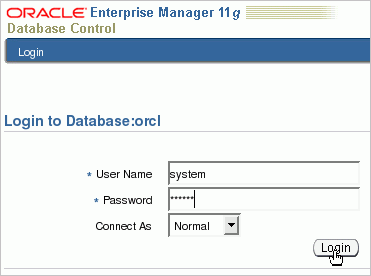 ORACLE Enterprise Manager 11g
Database Control
Login
Login to Database:orcl
* User Name system
* Password ******
Connect As Normal
Login